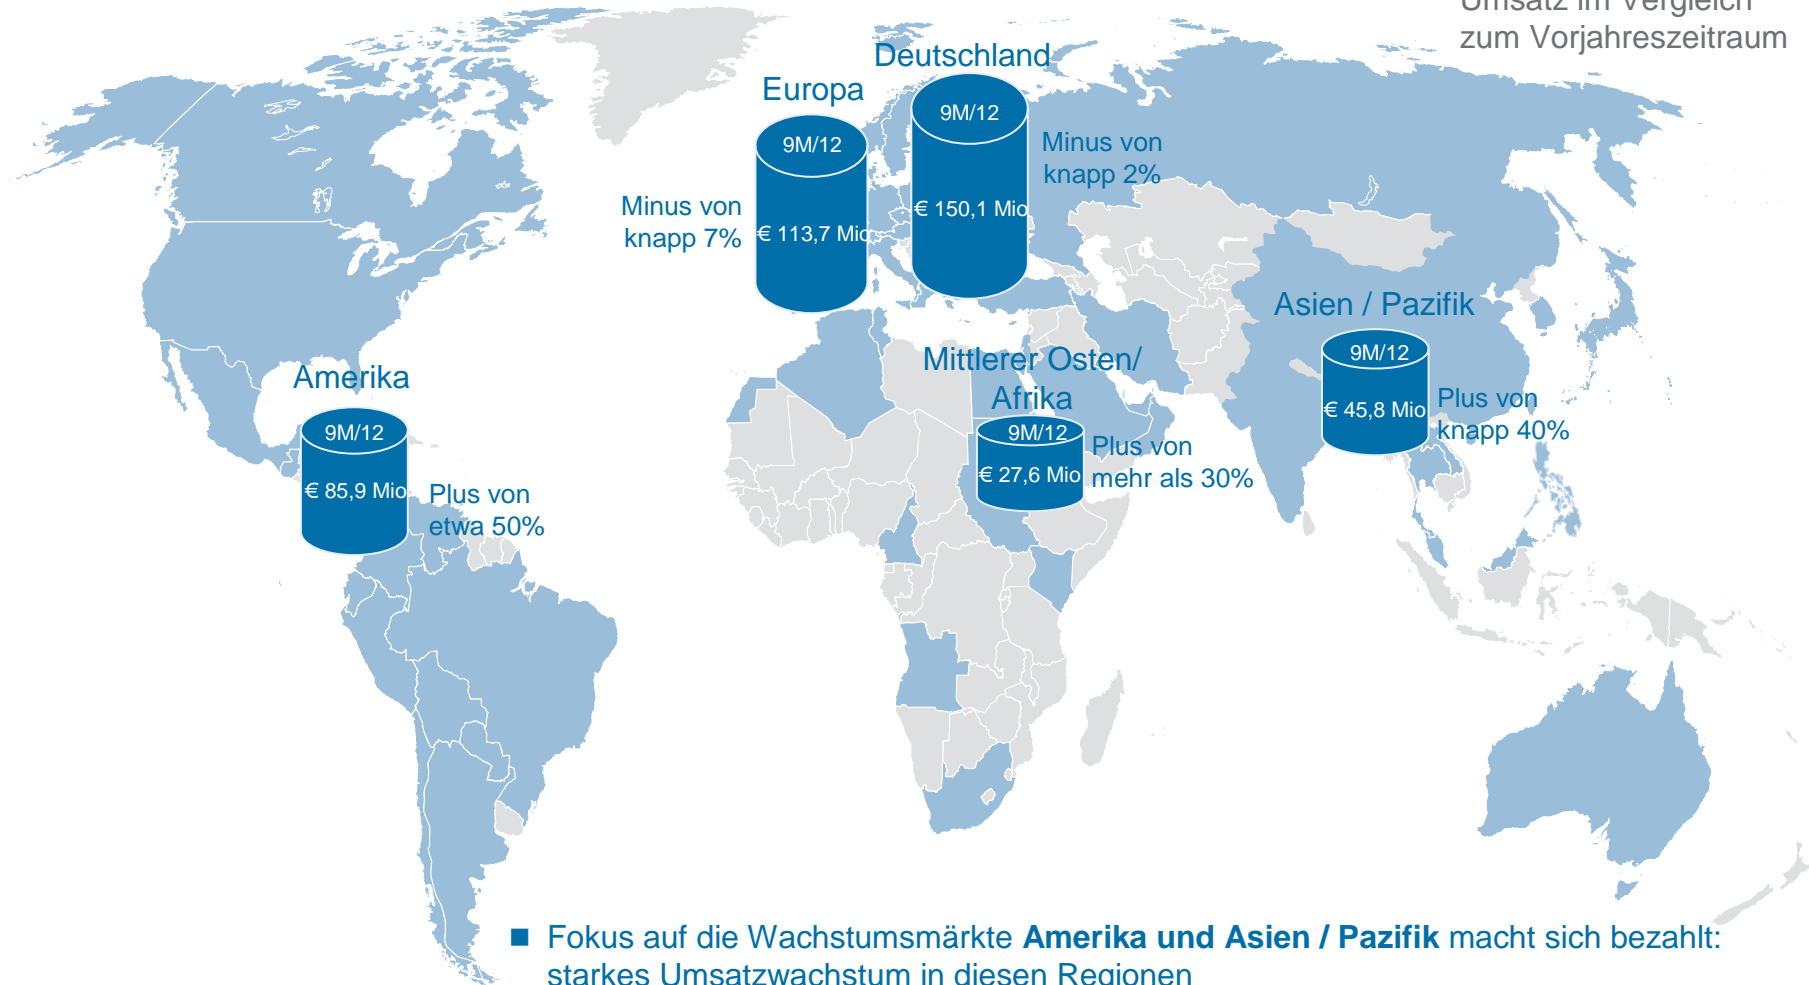 Umsatz im Vergleich
zum Vorjahreszeitraum
Deutschland
9M/12
€ 150,1 Mio
Minus von
knapp 2%
Europa
9M/12
€ 113,7 Mio
Minus von
knapp 7%
Asien / Pazifik
9M/12
€ 45,8 Mio
Plus von
knapp 40%
Mittlerer Osten/
Afrika
9M/12
€ 27,6 Mio
Plus von
mehr als 30%
Amerika
9M/12
€ 85,9 Mio
Plus von
etwa 50%
■ Fokus auf die Wachstumsmärkte Amerika und Asien / Pazifik macht sich bezahlt:
starkes Umsatzwachstum in diesen Regionen